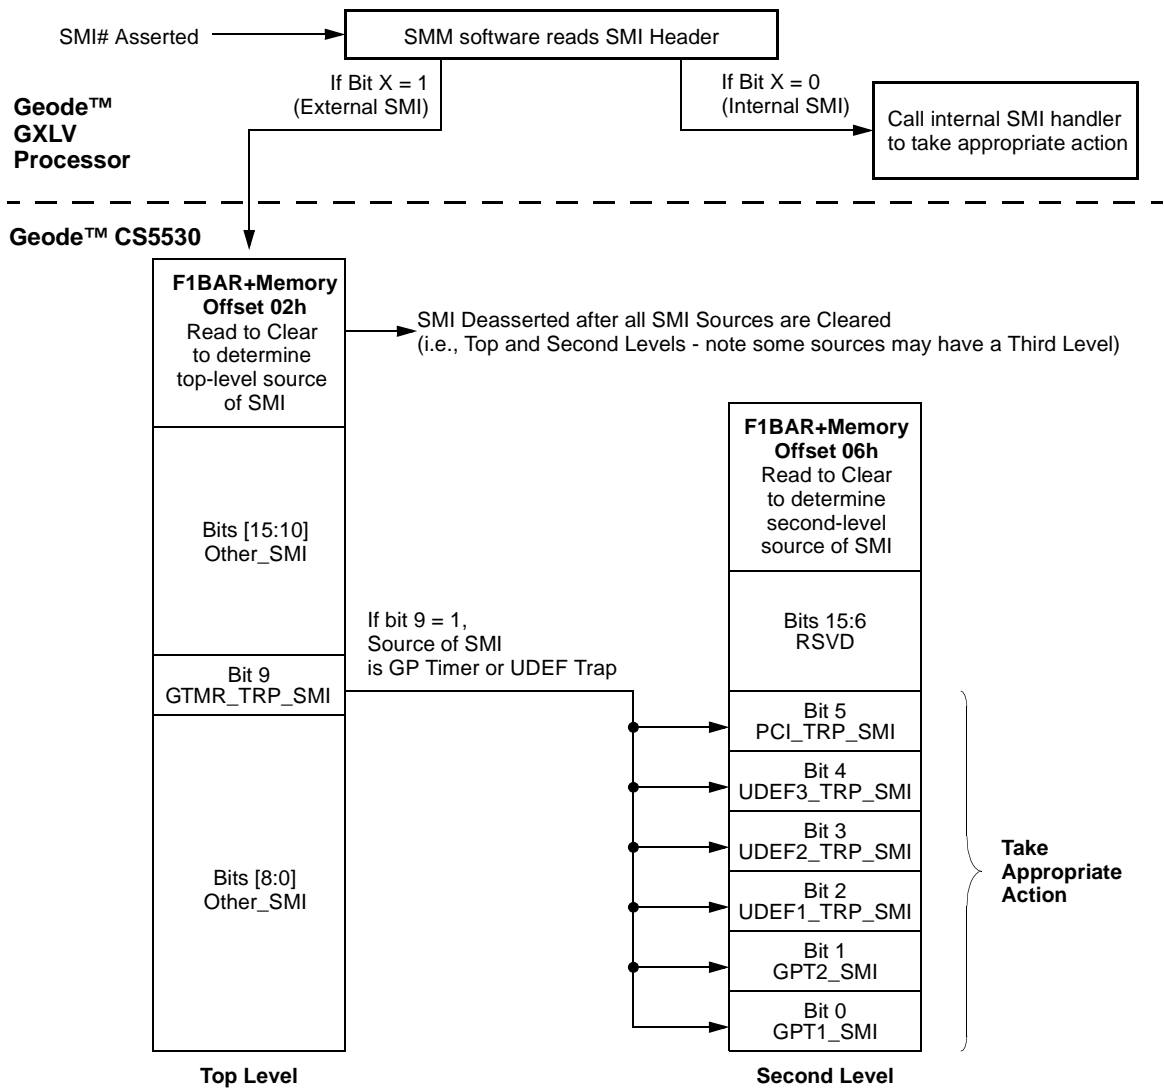 SMI# Asserted
SMM software reads SMI Header
If Bit X = 1
(External SMI)
If Bit X = 0
(Internal SMI)
Geode™
GXLV
Processor
Call internal SMI handler
to take appropriate action
Geode™ CS5530
F1BAR+Memory
Offset 02h
Read to Clear
to determine
top-level source
of SMI
SMI Deasserted after all SMI Sources are Cleared
(i.e., Top and Second Levels - note some sources may have a Third Level)
F1BAR+Memory
Offset 06h
Read to Clear
to determine
second-level
source of SMI
Bits [15:10]
Other_SMI
If bit 9 = 1,
Source of SMI
is GP Timer or UDEF Trap
Bits 15:6
RSVD
Bit 9
GTMR_TRP_SMI
Bit 5
PCI_TRP_SMI
Bit 4
UDEF3_TRP_SMI
Bit 3
UDEF2_TRP_SMI
Bit 2
UDEF1_TRP_SMI
Bit 1
GPT2_SMI
Bit 0
GPT1_SMI
Bits [8:0]
Other_SMI
Take
Appropriate
Action
Top Level
Second Level